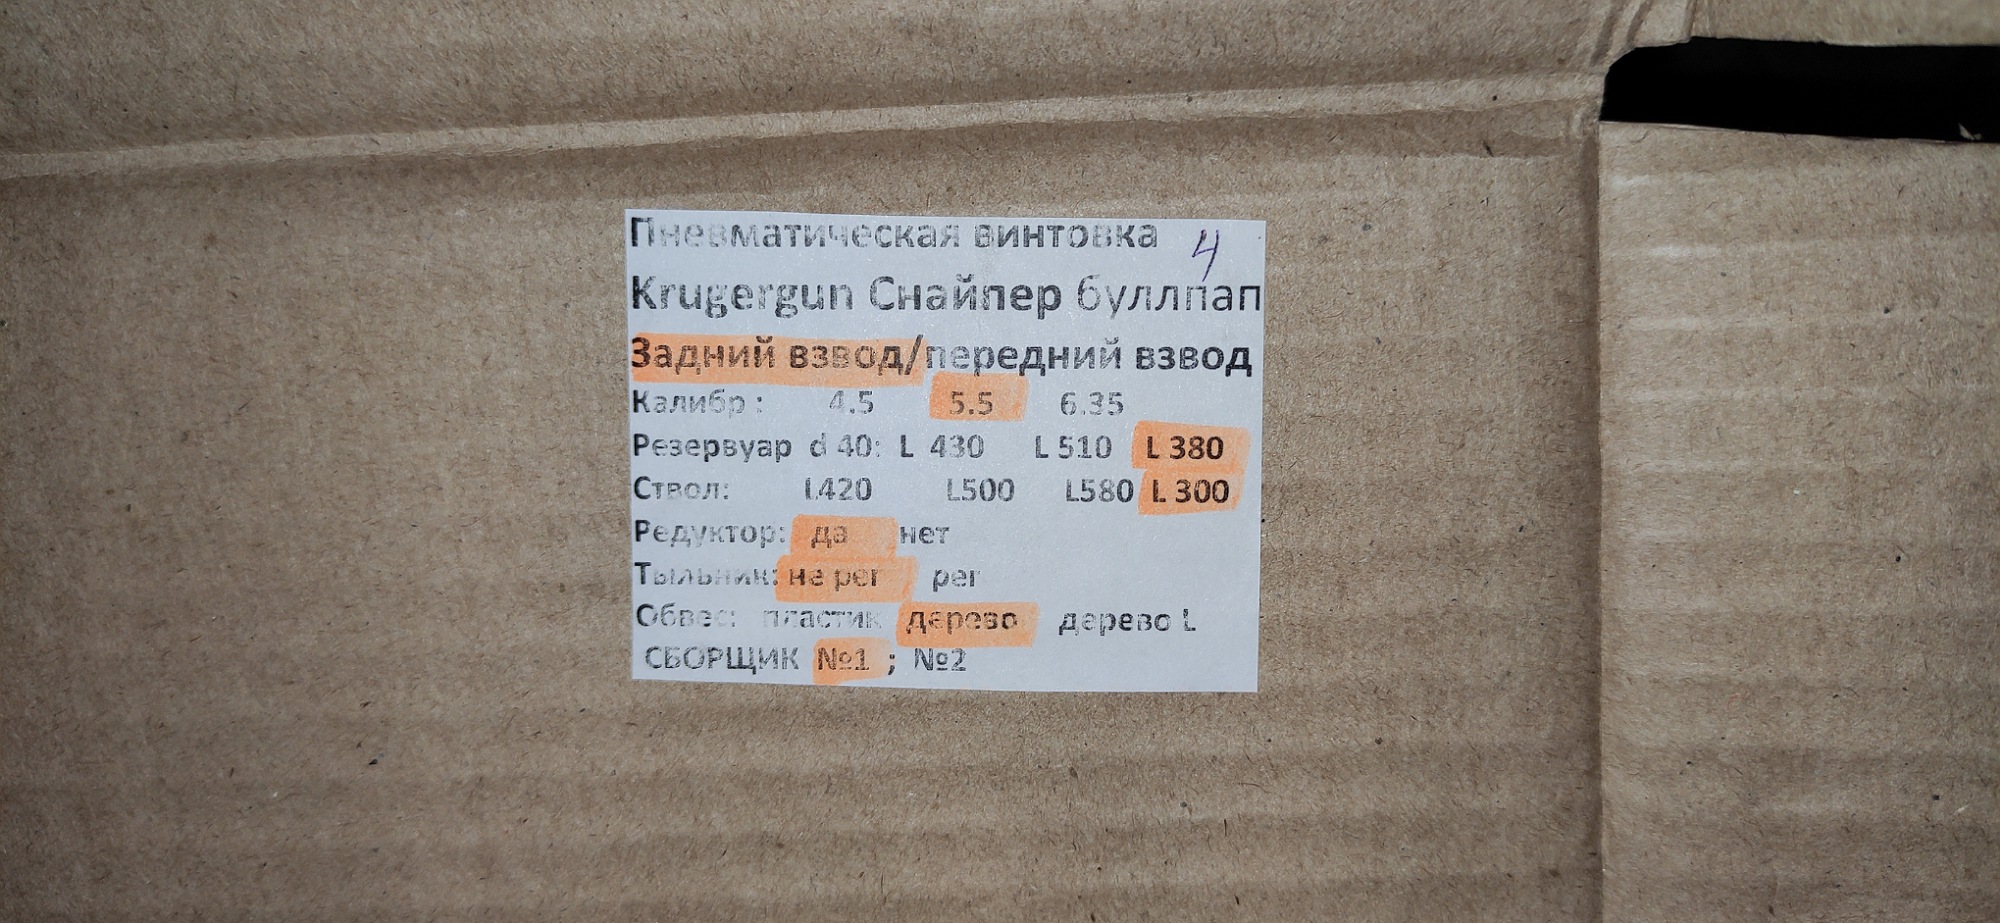 Пневматическая винтовка 4
Krugergun Снайпер буллпап
Задний взвод/передний взвод
Калибр : 4.5 5.5 6.35
Резервуар d 40: L 430 L 510 L 380
Ствол: L420 L500 L580 L 300
Редуктор: да нет
Тыльник: не рег рег
Обвес: пластик дерево дерево L
СБОРЩИК №1 ; №2